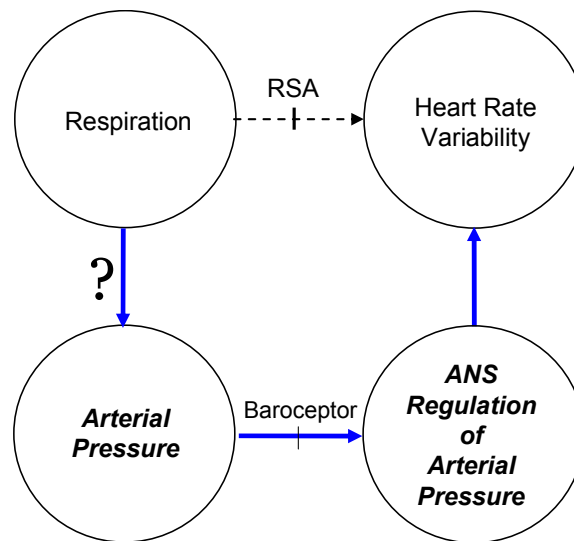 RSA
Respiration
Heart Rate
Variability
?
Baroceptor
Arterial
Pressure
ANS
Regulation
of
Arterial
Pressure